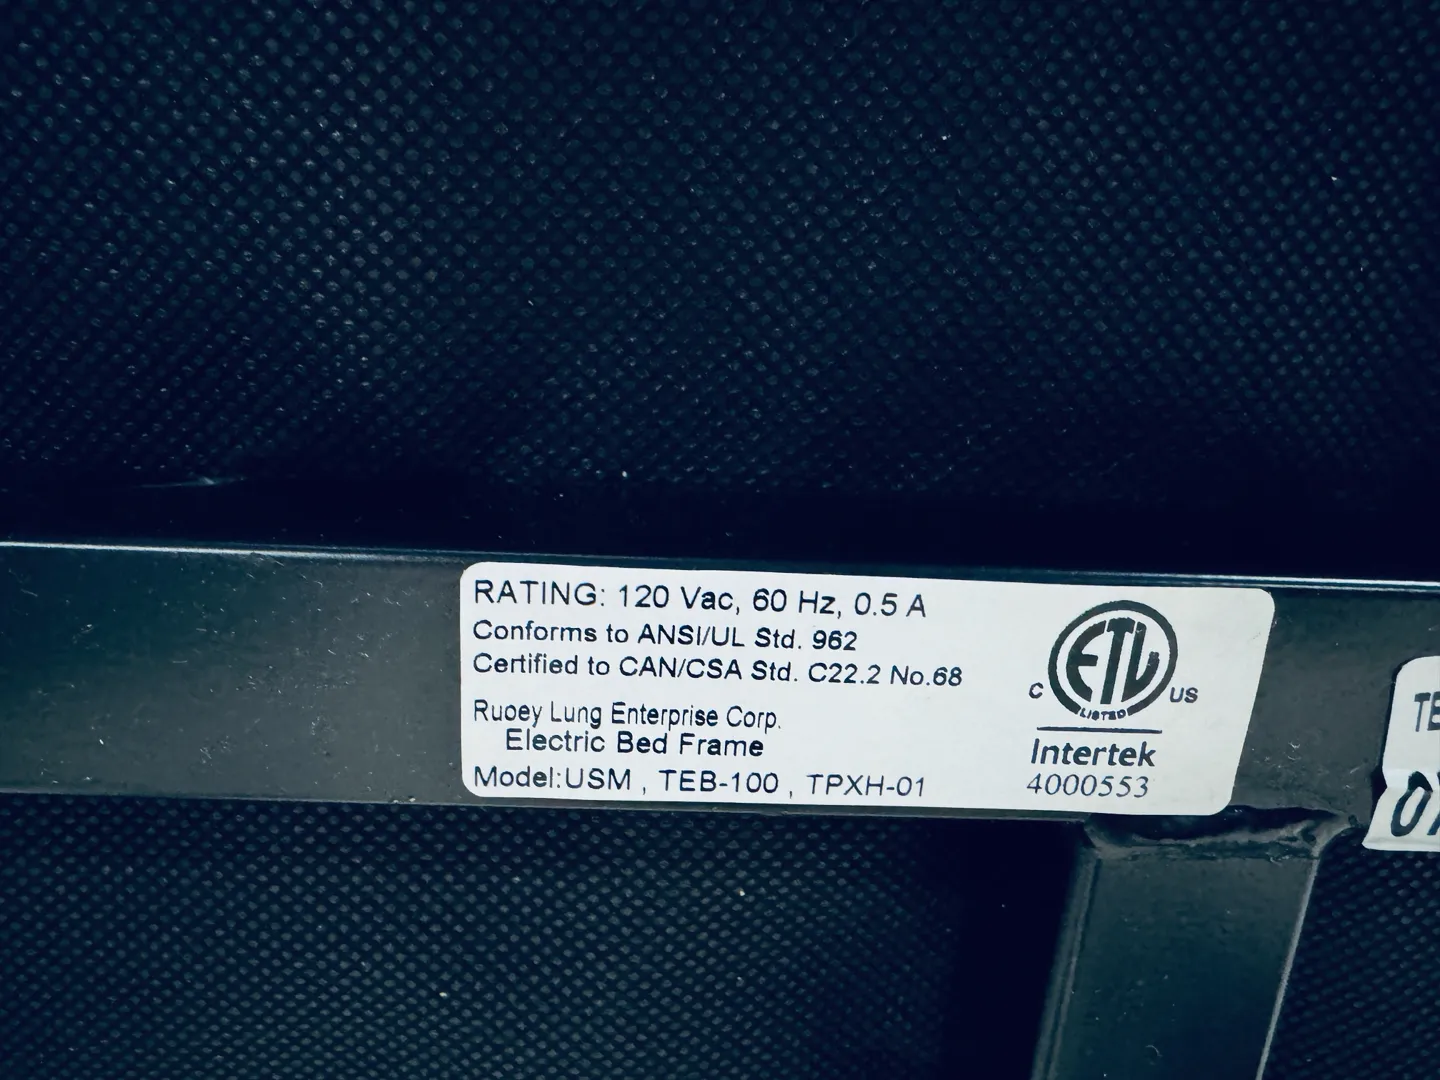 RATING: 120 Vac, 60 Hz, 0.5 A
Conforms to ANSI/UL Std. 962
Certified to CAN/CSA Std. C22.2 No.68
Ruoey Lung Enterprise Corp.
Electric Bed Frame
Model:USM , TEB-100 , TPXH-01
C ETL US
LISTED
Intertek
4000553
TE